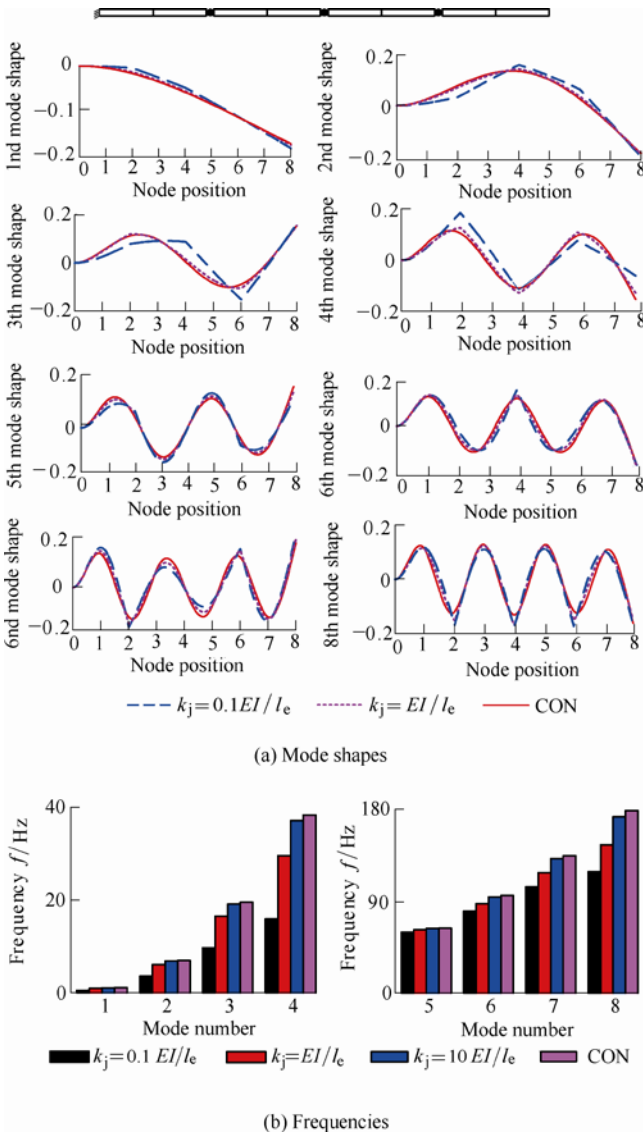 1nd mode shape
0
−0.1
−0.2
0 1 2 3 4 5 6 7 8
Node position
2nd mode shape
0.2
0
−0.2
0 1 2 3 4 5 6 7 8
Node position
3th mode shape
0.2
0
−0.2
0 1 2 3 4 5 6 7 8
Node position
4th mode shape
0.2
0
−0.2
0 1 2 3 4 5 6 7 8
Node position
5th mode shape
0.2
0
−0.2
0 1 2 3 4 5 6 7 8
Node position
6th mode shape
0.2
0
−0.2
0 1 2 3 4 5 6 7 8
Node position
6nd mode shape
0.2
0
−0.2
0 1 2 3 4 5 6 7 8
Node position
8th mode shape
0.2
0
−0.2
0 1 2 3 4 5 6 7 8
Node position
kj=0.1EI/le kj=EI/le CON
(a) Mode shapes
Frequency f/Hz
40
20
0
1 2 3 4
Mode number
Frequency f/Hz
180
90
0
5 6 7 8
Mode number
kj=0.1 EI/le kj=EI/le kj=10 EI/le CON
(b) Frequencies